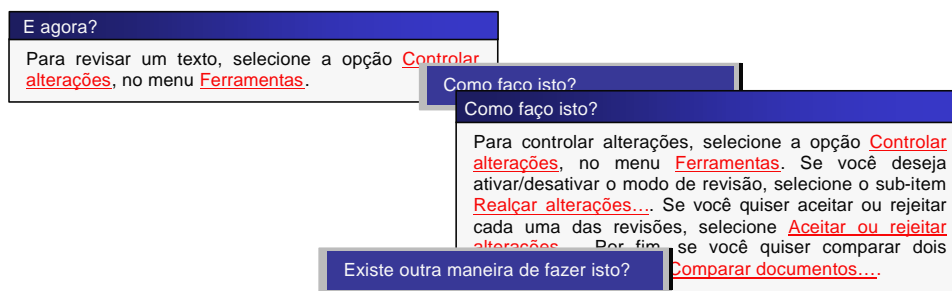 E agora?
Para revisar um texto, selecione a opção Controlar
alterações, no menu Ferramentas.
Como faço isto?
Como faço isto?
Para controlar alterações, selecione a opção Controlar
alterações, no menu Ferramentas. Se você deseja
ativar/desativar o modo de revisão, selecione o sub-item
Realçar alterações.... Se você quiser aceitar ou rejeitar
cada uma das revisões, selecione Aceitar ou rejeitar
alterações... Por fim, se você quiser comparar dois
Comparar documentos....
Existe outra maneira de fazer isto?